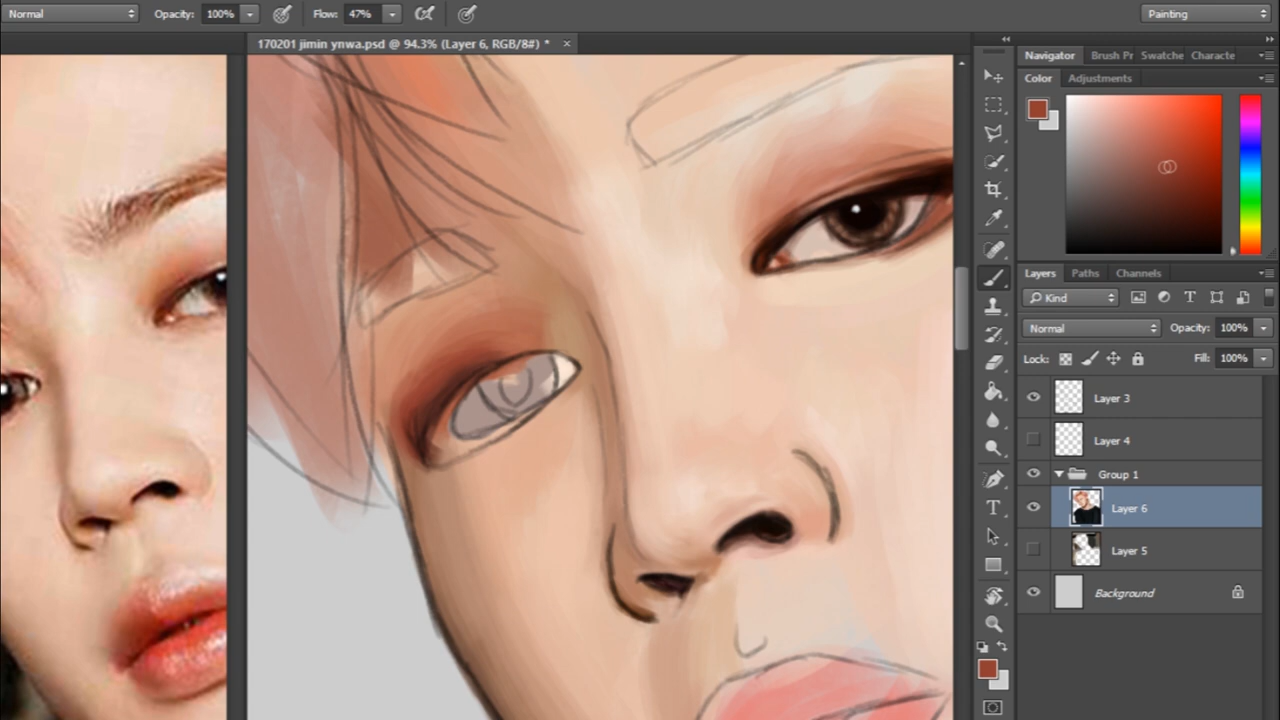 Normal Opacity: 100% Flow: 47% Painting
170201 jimin ynwa.psd @ 94.3% (Layer 6, RGB/8#) * ×
Navigator Brush Pr Swatche Characte
Color Adjustments
Layers Paths Channels
Kind T
Normal Opacity: 100%
Lock: Fill: 100%
Layer 3
Layer 4
Group 1
Layer 6
Layer 5
Background
T